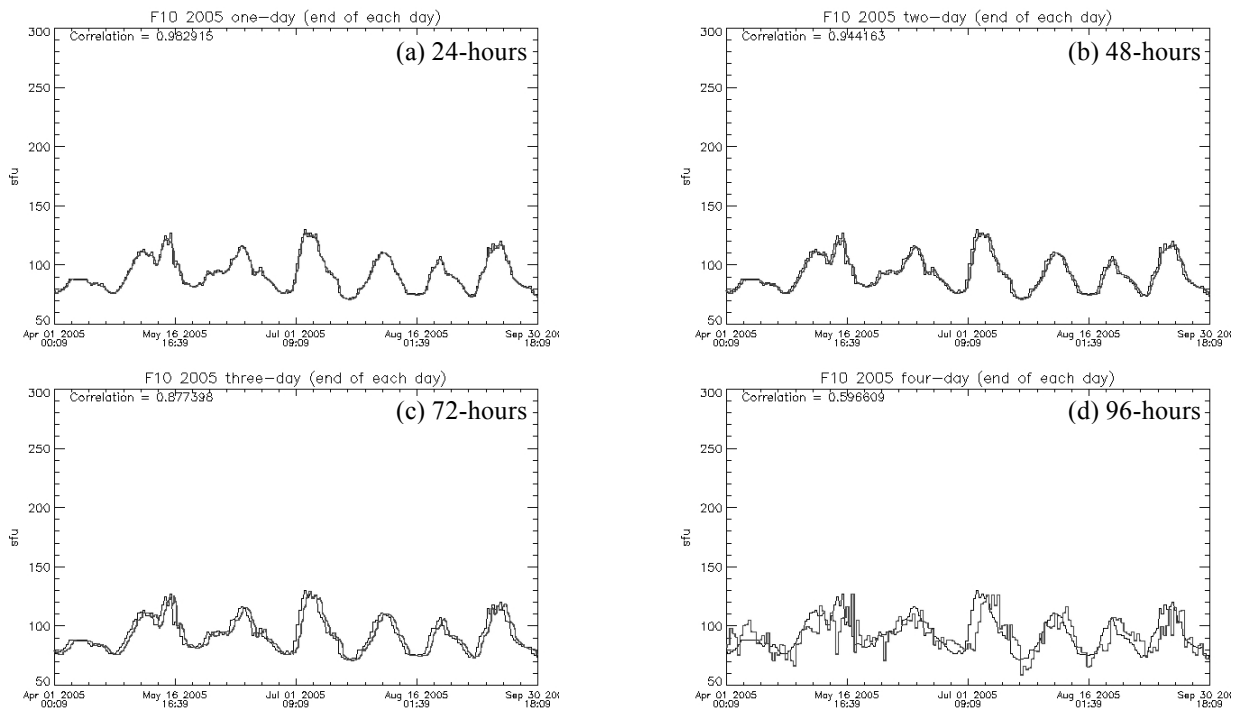 F10 2005 one-day (end of each day)
Correlation = 0.982915
(a) 24-hours
300
250
200
150
100
50
sfu
Apr 01 2005 May 16 2005 Jul 01 2005 Aug 16 2005 Sep 30 20
00:09 16:39 09:09 01:39 18:09
F10 2005 two-day (end of each day)
Correlation = 0.944163
(b) 48-hours
300
250
200
150
100
50
sfu
Apr 01 2005 May 16 2005 Jul 01 2005 Aug 16 2005 Sep 30 20
00:09 16:39 09:09 01:39 18:09
F10 2005 three-day (end of each day)
Correlation = 0.877398
(c) 72-hours
300
250
200
150
100
50
sfu
Apr 01 2005 May 16 2005 Jul 01 2005 Aug 16 2005 Sep 30 20
00:09 16:39 09:09 01:39 18:09
F10 2005 four-day (end of each day)
Correlation = 0.596609
(d) 96-hours
300
250
200
150
100
50
sfu
Apr 01 2005 May 16 2005 Jul 01 2005 Aug 16 2005 Sep 30 20
00:09 16:39 09:09 01:39 18:09